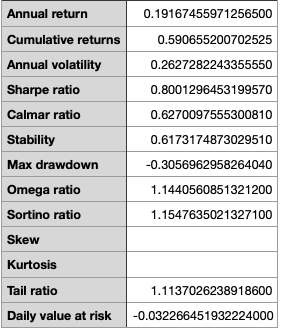 Annual return 0.19167455971256500
Cumulative returns 0.590655200702525
Annual volatility 0.2627282243355550
Sharpe ratio 0.8001296453199570
Calmar ratio 0.6270097555300810
Stability 0.6173174873029510
Max drawdown -0.3056962958264040
Omega ratio 1.1440560851321200
Sortino ratio 1.1547635021327100
Skew
Kurtosis
Tail ratio 1.1137026238918600
Daily value at risk -0.032266451932224000